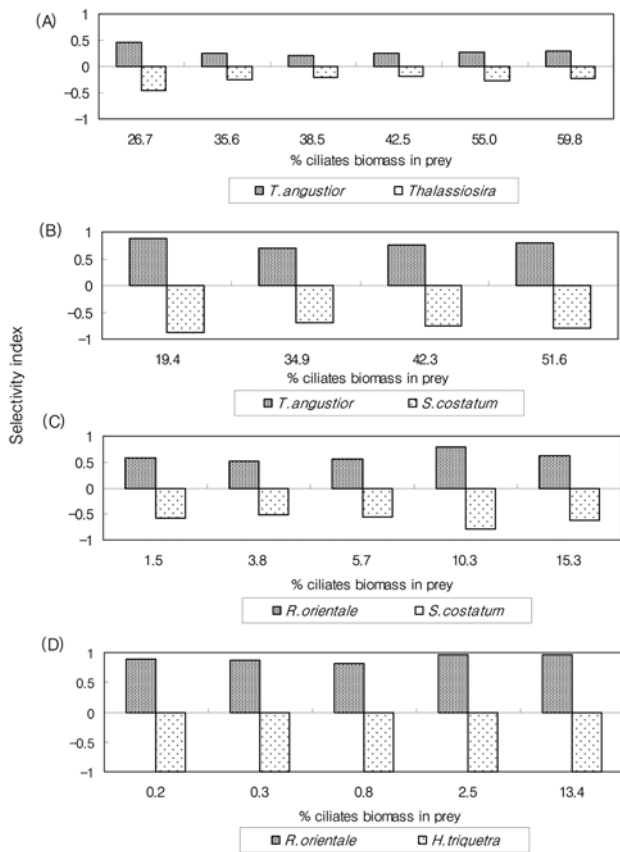 (A)
1
0.5
0
−0.5
−1
26.7 35.6 38.5 42.5 55.0 59.8
% ciliates biomass in prey
T.angustior Thalassiosira
(B)
1
0.5
0
−0.5
−1
19.4 34.9 42.3 51.6
% ciliates biomass in prey
T.angustior S.costatum
Selectivity index
(C)
1
0.5
0
−0.5
−1
1.5 3.8 5.7 10.3 15.3
% ciliates biomass in prey
R.orientale S.costatum
(D)
1
0.5
0
−0.5
−1
0.2 0.3 0.8 2.5 13.4
% ciliates biomass in prey
R.orientale H.triquetra